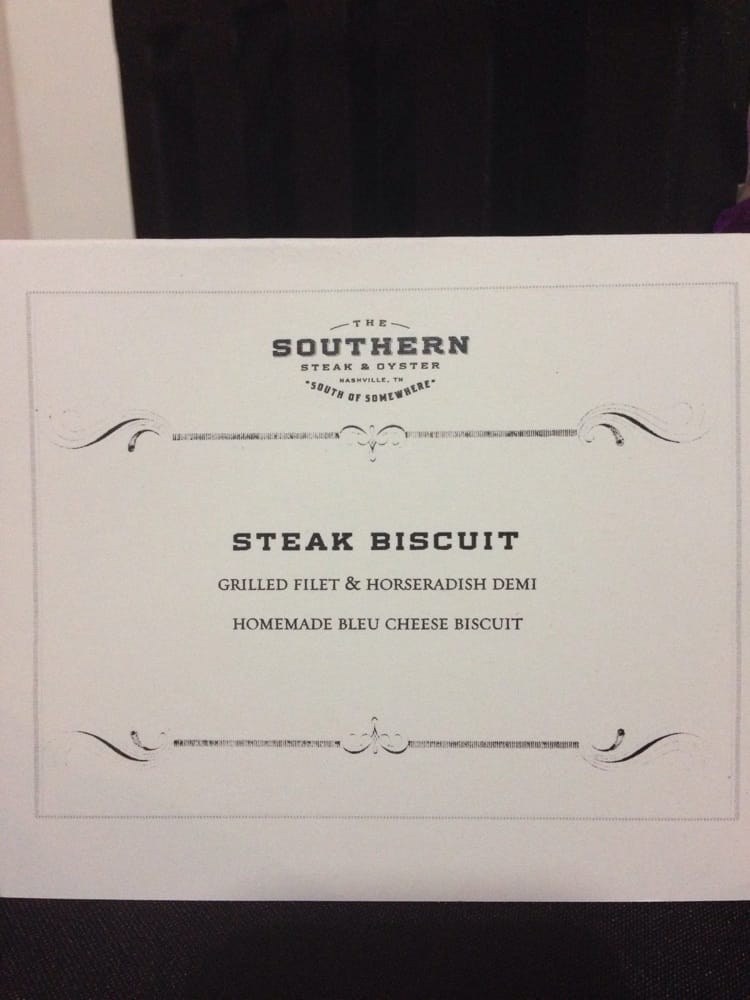 THE
SOUTHERN
STEAK & OYSTER
NASHVILLE, TN
"SOUTH OF SOMEWHERE"
STEAK BISCUIT
GRILLED FILET & HORSERADISH DEMI
HOMEMADE BLEU CHEESE BISCUIT